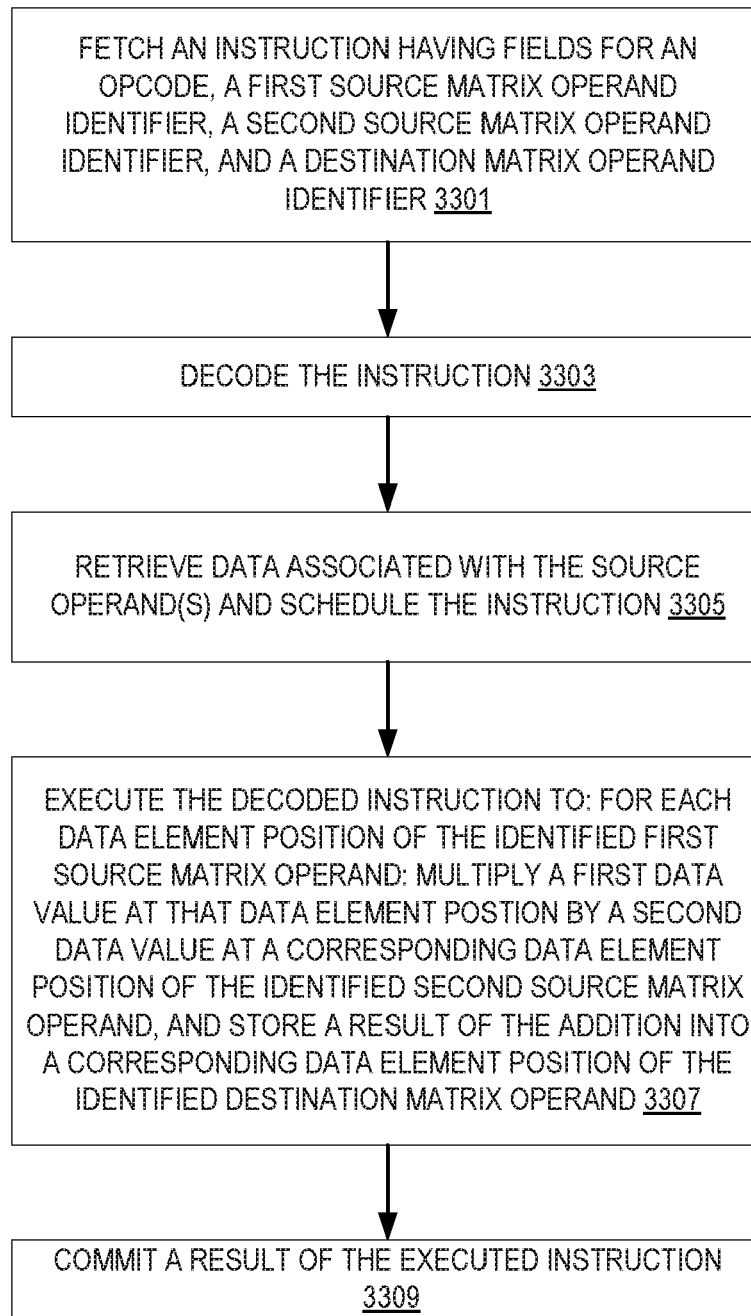 FETCH AN INSTRUCTION HAVING FIELDS FOR AN
OPCODE, A FIRST SOURCE MATRIX OPERAND
IDENTIFIER, A SECOND SOURCE MATRIX OPERAND
IDENTIFIER, AND A DESTINATION MATRIX OPERAND
IDENTIFIER 3301
DECODE THE INSTRUCTION 3303
RETRIEVE DATA ASSOCIATED WITH THE SOURCE
OPERAND(S) AND SCHEDULE THE INSTRUCTION 3305
EXECUTE THE DECODED INSTRUCTION TO: FOR EACH
DATA ELEMENT POSITION OF THE IDENTIFIED FIRST
SOURCE MATRIX OPERAND: MULTIPLY A FIRST DATA
VALUE AT THAT DATA ELEMENT POSTION BY A SECOND
DATA VALUE AT A CORRESPONDING DATA ELEMENT
POSITION OF THE IDENTIFIED SECOND SOURCE MATRIX
OPERAND, AND STORE A RESULT OF THE ADDITION INTO
A CORRESPONDING DATA ELEMENT POSITION OF THE
IDENTIFIED DESTINATION MATRIX OPERAND 3307
COMMIT A RESULT OF THE EXECUTED INSTRUCTION
3309